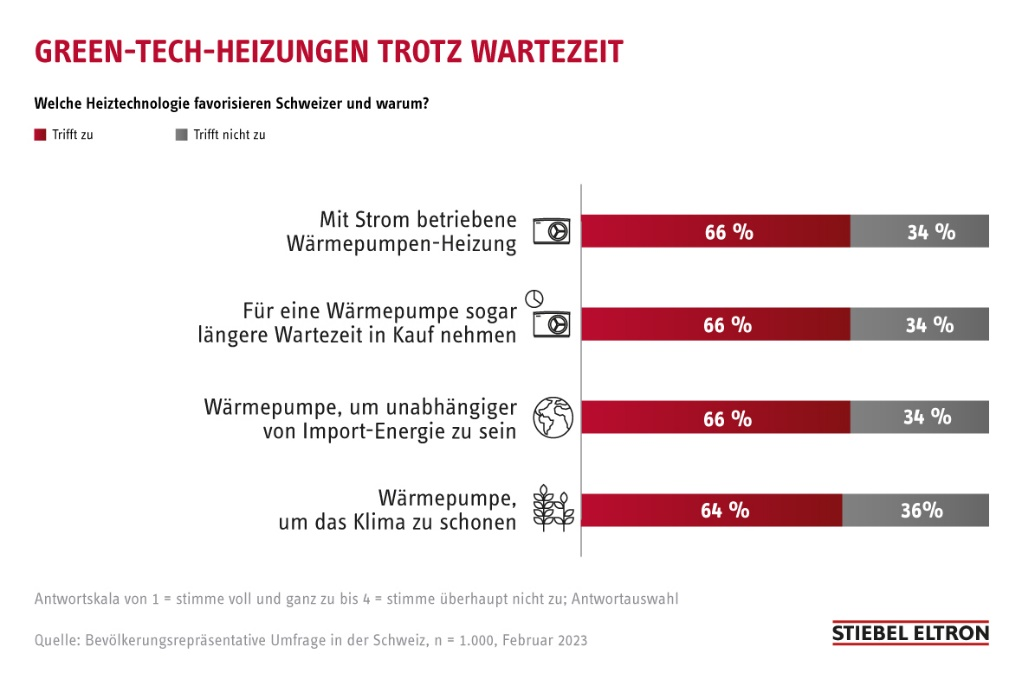 GREEN-TECH-HEIZUNGEN TROTZ WARTEZEIT
Welche Heiztechnologie favorisieren Schweizer und warum?
Trifft zu
Trifft nicht zu
Mit Strom betriebene
Wärmepumpen-Heizung
66 %
34 %
Für eine Wärmepumpe sogar
längere Wartezeit in Kauf nehmen
66 %
34 %
Wärmepumpe, um unabhängiger
von Import-Energie zu sein
66 %
34 %
Wärmepumpe,
um das Klima zu schonen
64 %
36%
Antwortskala von 1 = stimme voll und ganz zu bis 4 = stimme überhaupt nicht zu; Antwortauswahl
Quelle: Bevölkerungsrepräsentative Umfrage in der Schweiz, n = 1.000, Februar 2023
STIEBEL ELTRON